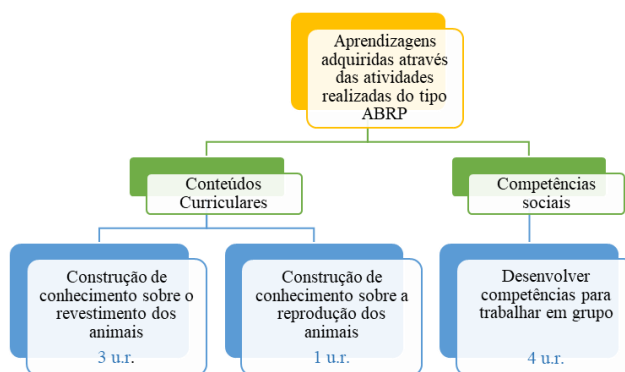 Aprendizagens
adquiridas através
das atividades
realizadas do tipo
ABRP
Conteúdos
Curriculares
Competências
sociais
Construção de
conhecimento sobre o
revestimento dos
animais
3 u.r.
Construção de
conhecimento sobre a
reprodução dos
animais
1 u.r.
Desenvolver
competências para
trabalhar em grupo
4 u.r.